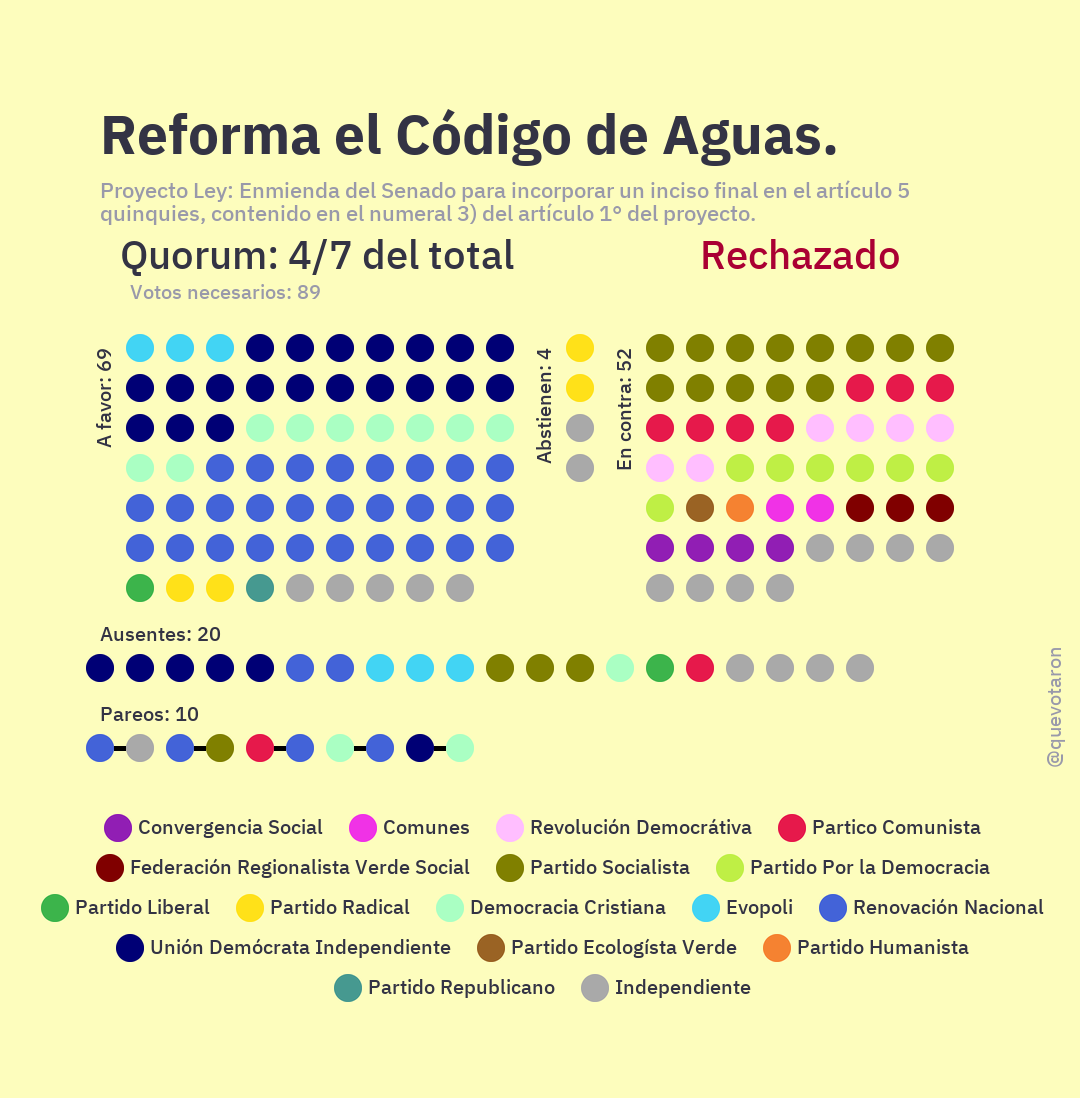 Reforma el Código de Aguas.
Proyecto Ley: Enmienda del Senado para incorporar un inciso final en el artículo 5
quinquies, contenido en el numeral 3) del artículo 1° del proyecto.
Quorum: 4/7 del total
Rechazado
Votos necesarios: 89
A favor: 69
Abstienen: 4
En contra: 52
Ausentes: 20
Pareos: 10
@quevotaron
Convergencia Social
Comunes
Revolución Demócrátiva
Partico Comunista
Federación Regionalista Verde Social
Partido Socialista
Partido Por la Democracia
Partido Liberal
Partido Radical
Democracia Cristiana
Evopoli
Renovación Nacional
Unión Demócrata Independiente
Partido Ecologísta Verde
Partido Humanista
Partido Republicano
Independiente